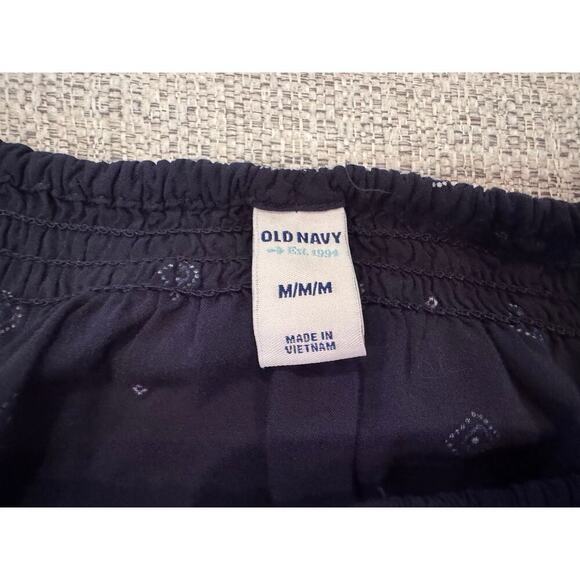 OLD NAVY
Est. 1994
M/M/M
MADE IN
VIETNAM